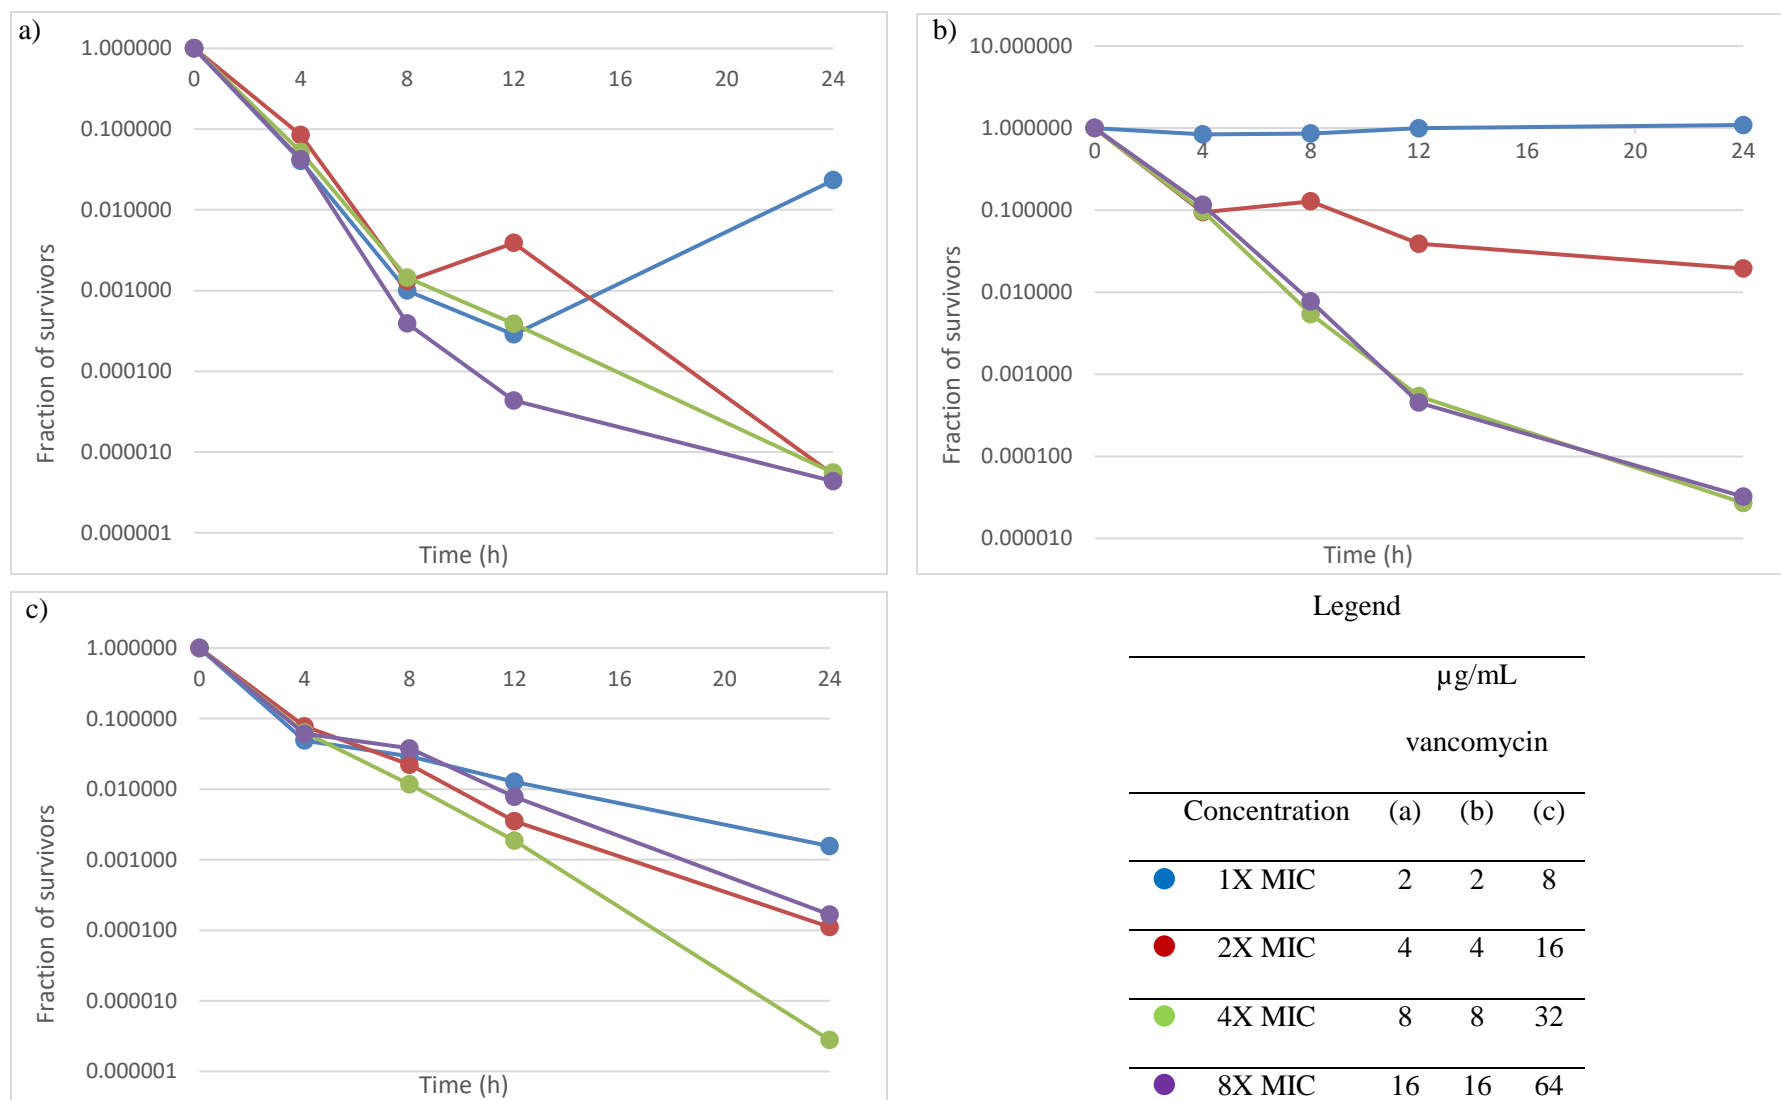 a)
1.000000
0.100000
0.010000
0.001000
0.000100
0.000010
0.000001
0 4 8 12 16 20 24
Fraction of survivors
Time (h)
b)
10.000000
1.000000
0.100000
0.010000
0.001000
0.000100
0.000010
0 4 8 12 16 20 24
Fraction of survivors
Time (h)
c)
1.000000
0.100000
0.010000
0.001000
0.000100
0.000010
0.000001
0 4 8 12 16 20 24
Fraction of survivors
Time (h)
Legend
µg/mL
vancomycin
Concentration (a) (b) (c)
1X MIC 2 2 8
2X MIC 4 4 16
4X MIC 8 8 32
8X MIC 16 16 64